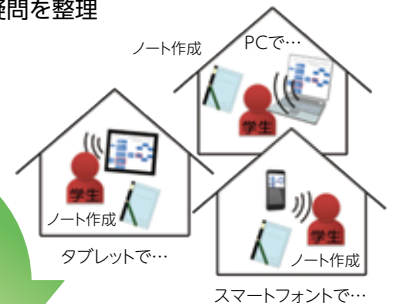 疑問を整理
ノート作成
PCで…
学生
学生
ノート作成
タブレットで…
学生
ノート作成
スマートフォントで…